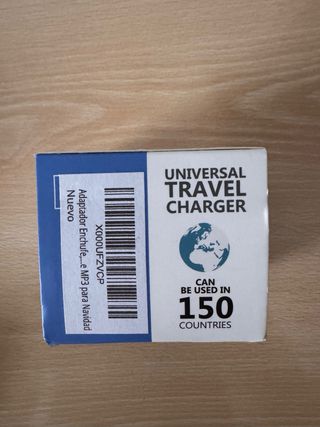 UNIVERSAL
TRAVEL
CHARGER
CAN
BE USED IN
150
COUNTRIES
X000UFZVCP
Adaptador Enchufe,...e MP3 para Navidad
Nuevo